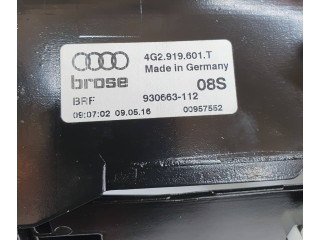 4G2.919.601.T
Made in Germany
brose
08S
BRF
930663-112
09:07:02 09.05.16
00957552